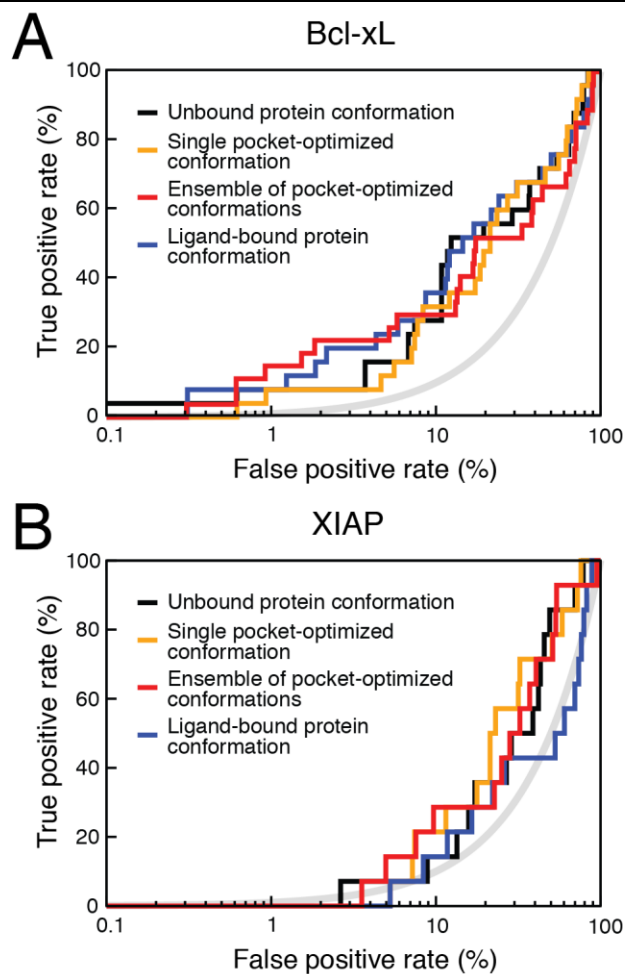 A
Bcl-xL
100
80
60
40
20
0
True positive rate (%)
Unbound protein conformation
Single pocket-optimized
conformation
Ensemble of pocket-optimized
conformations
Ligand-bound protein
conformation
0.1
1
10
100
False positive rate (%)
B
XIAP
100
80
60
40
20
0
True positive rate (%)
Unbound protein conformation
Single pocket-optimized
conformation
Ensemble of pocket-optimized
conformations
Ligand-bound protein
conformation
0.1
1
10
100
False positive rate (%)